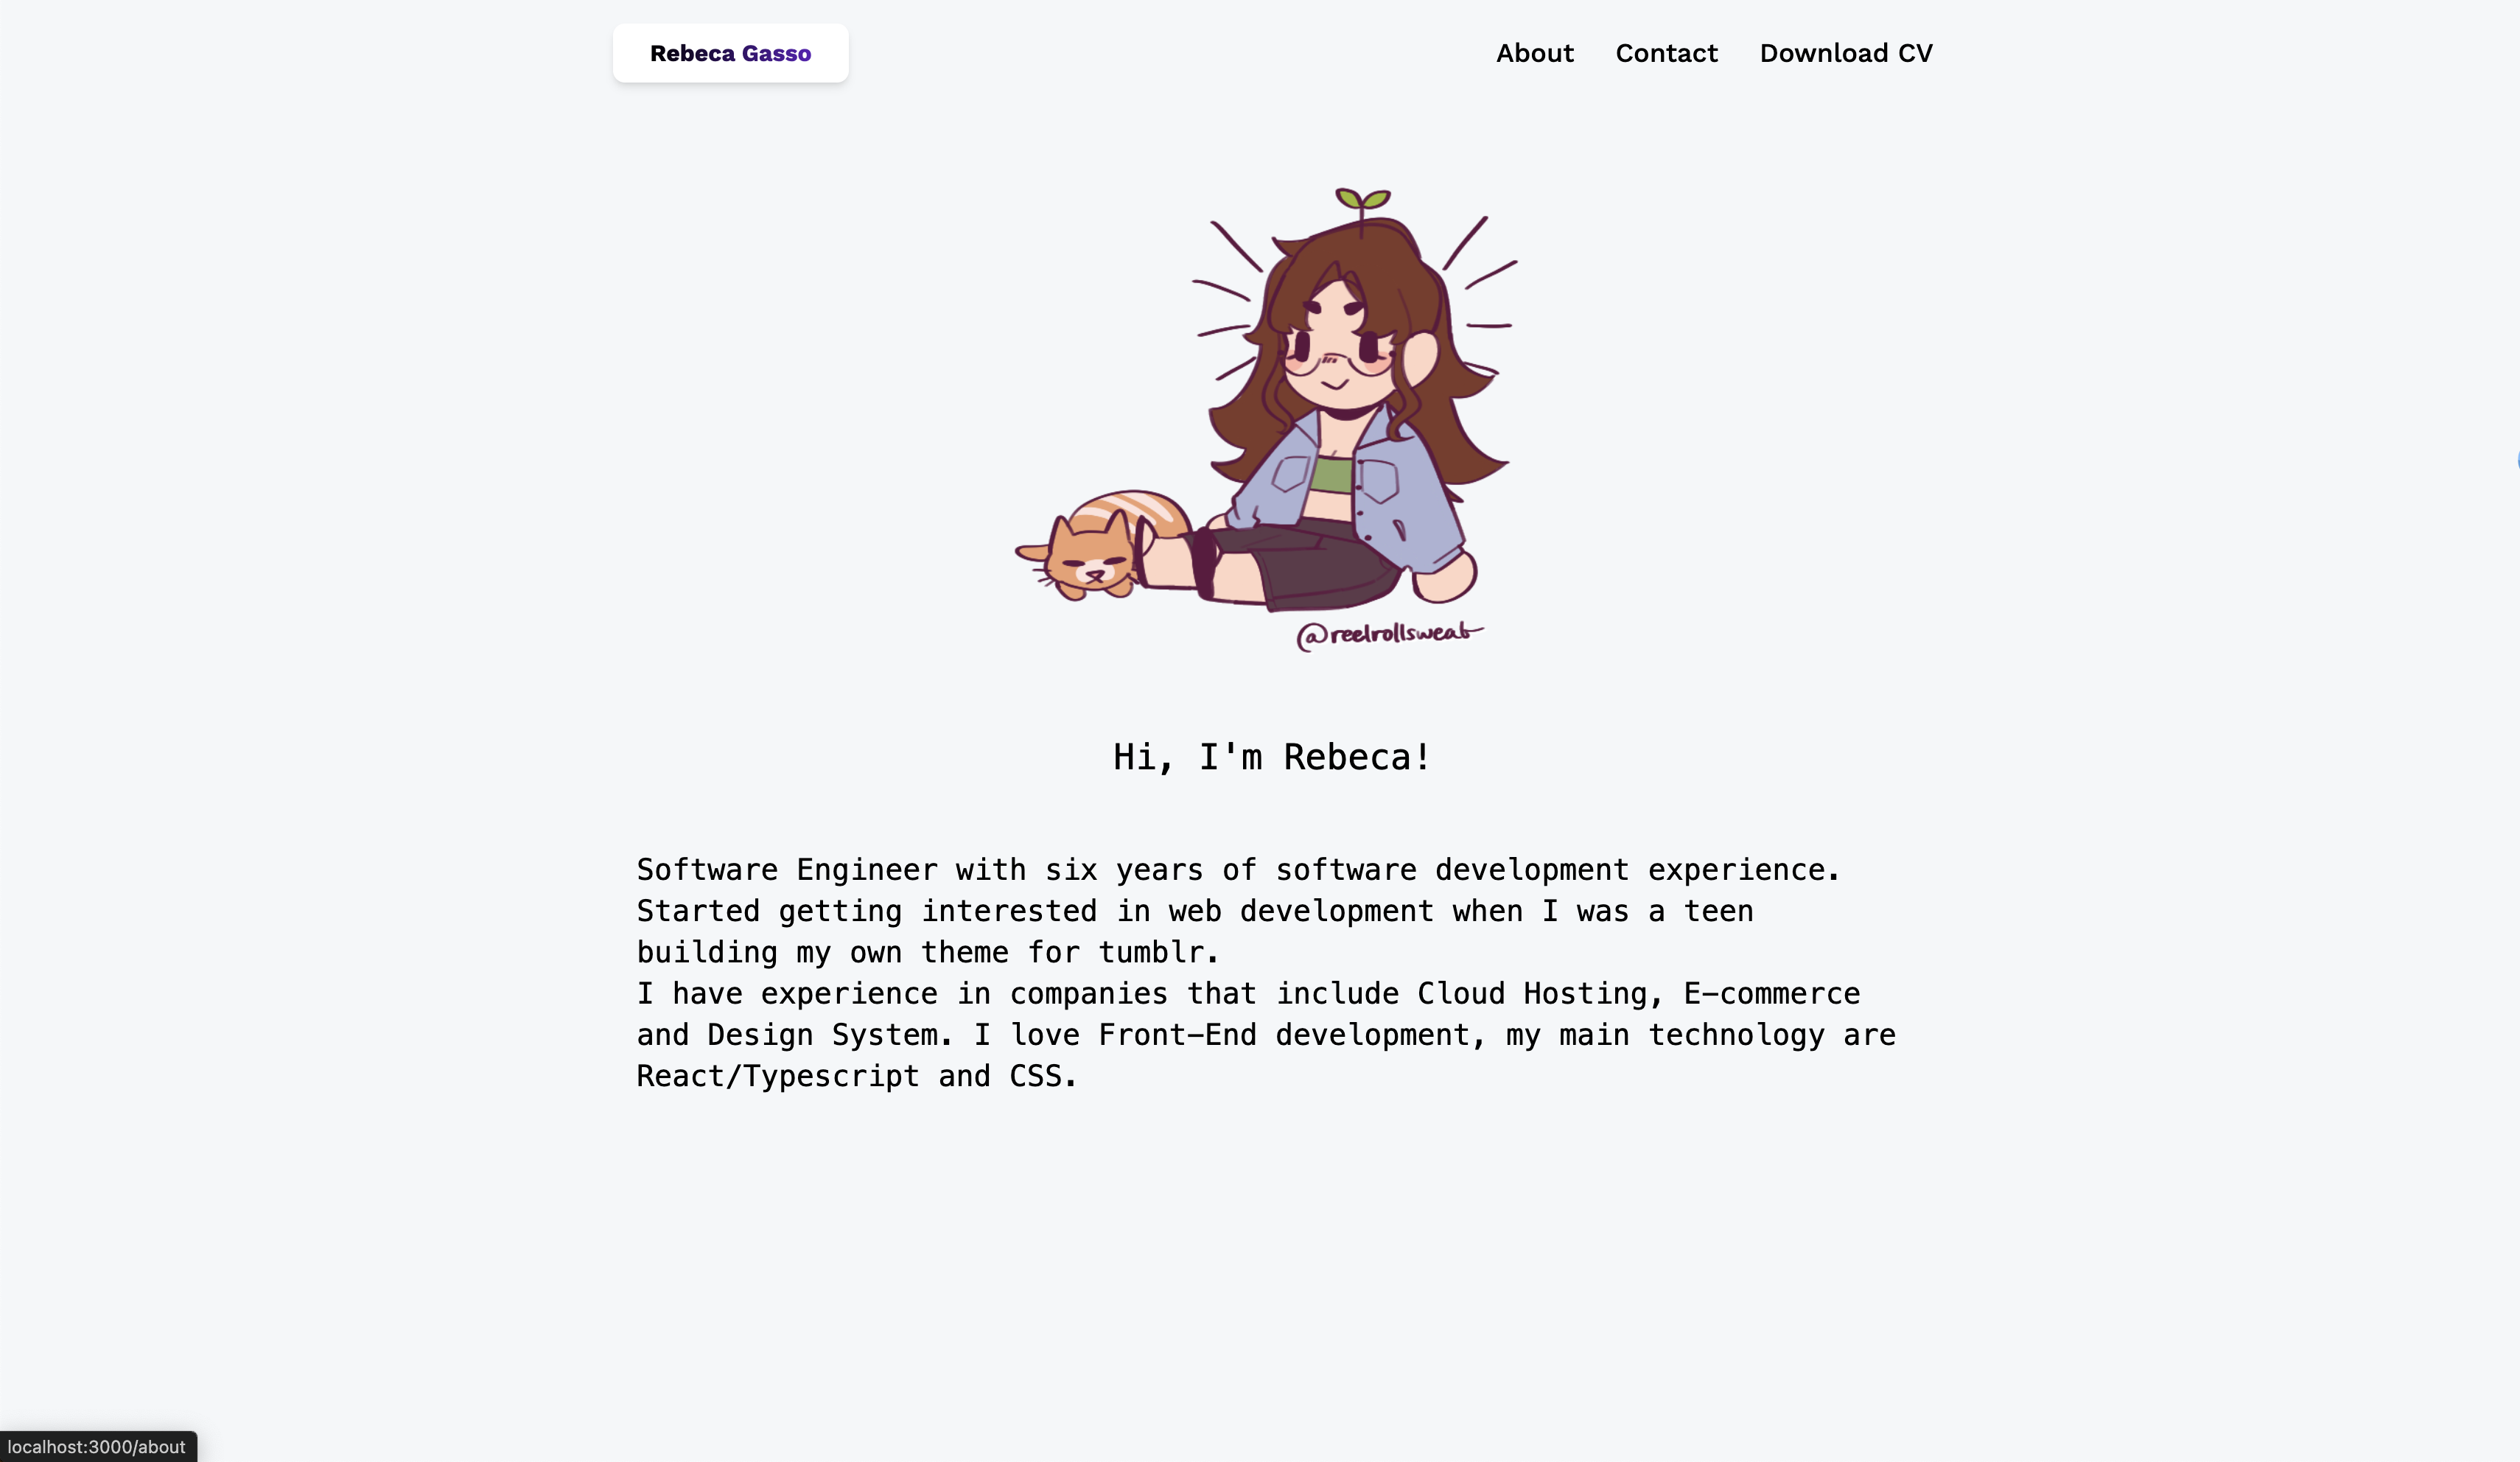 Rebeca Gasso
About Contact Download CV
@reelrollsweat
Hi, I'm Rebeca!
Software Engineer with six years of software development experience.
Started getting interested in web development when I was a teen
building my own theme for tumblr.
I have experience in companies that include Cloud Hosting, E-commerce
and Design System. I love Front-End development, my main technology are
React/Typescript and CSS.
localhost:3000/about